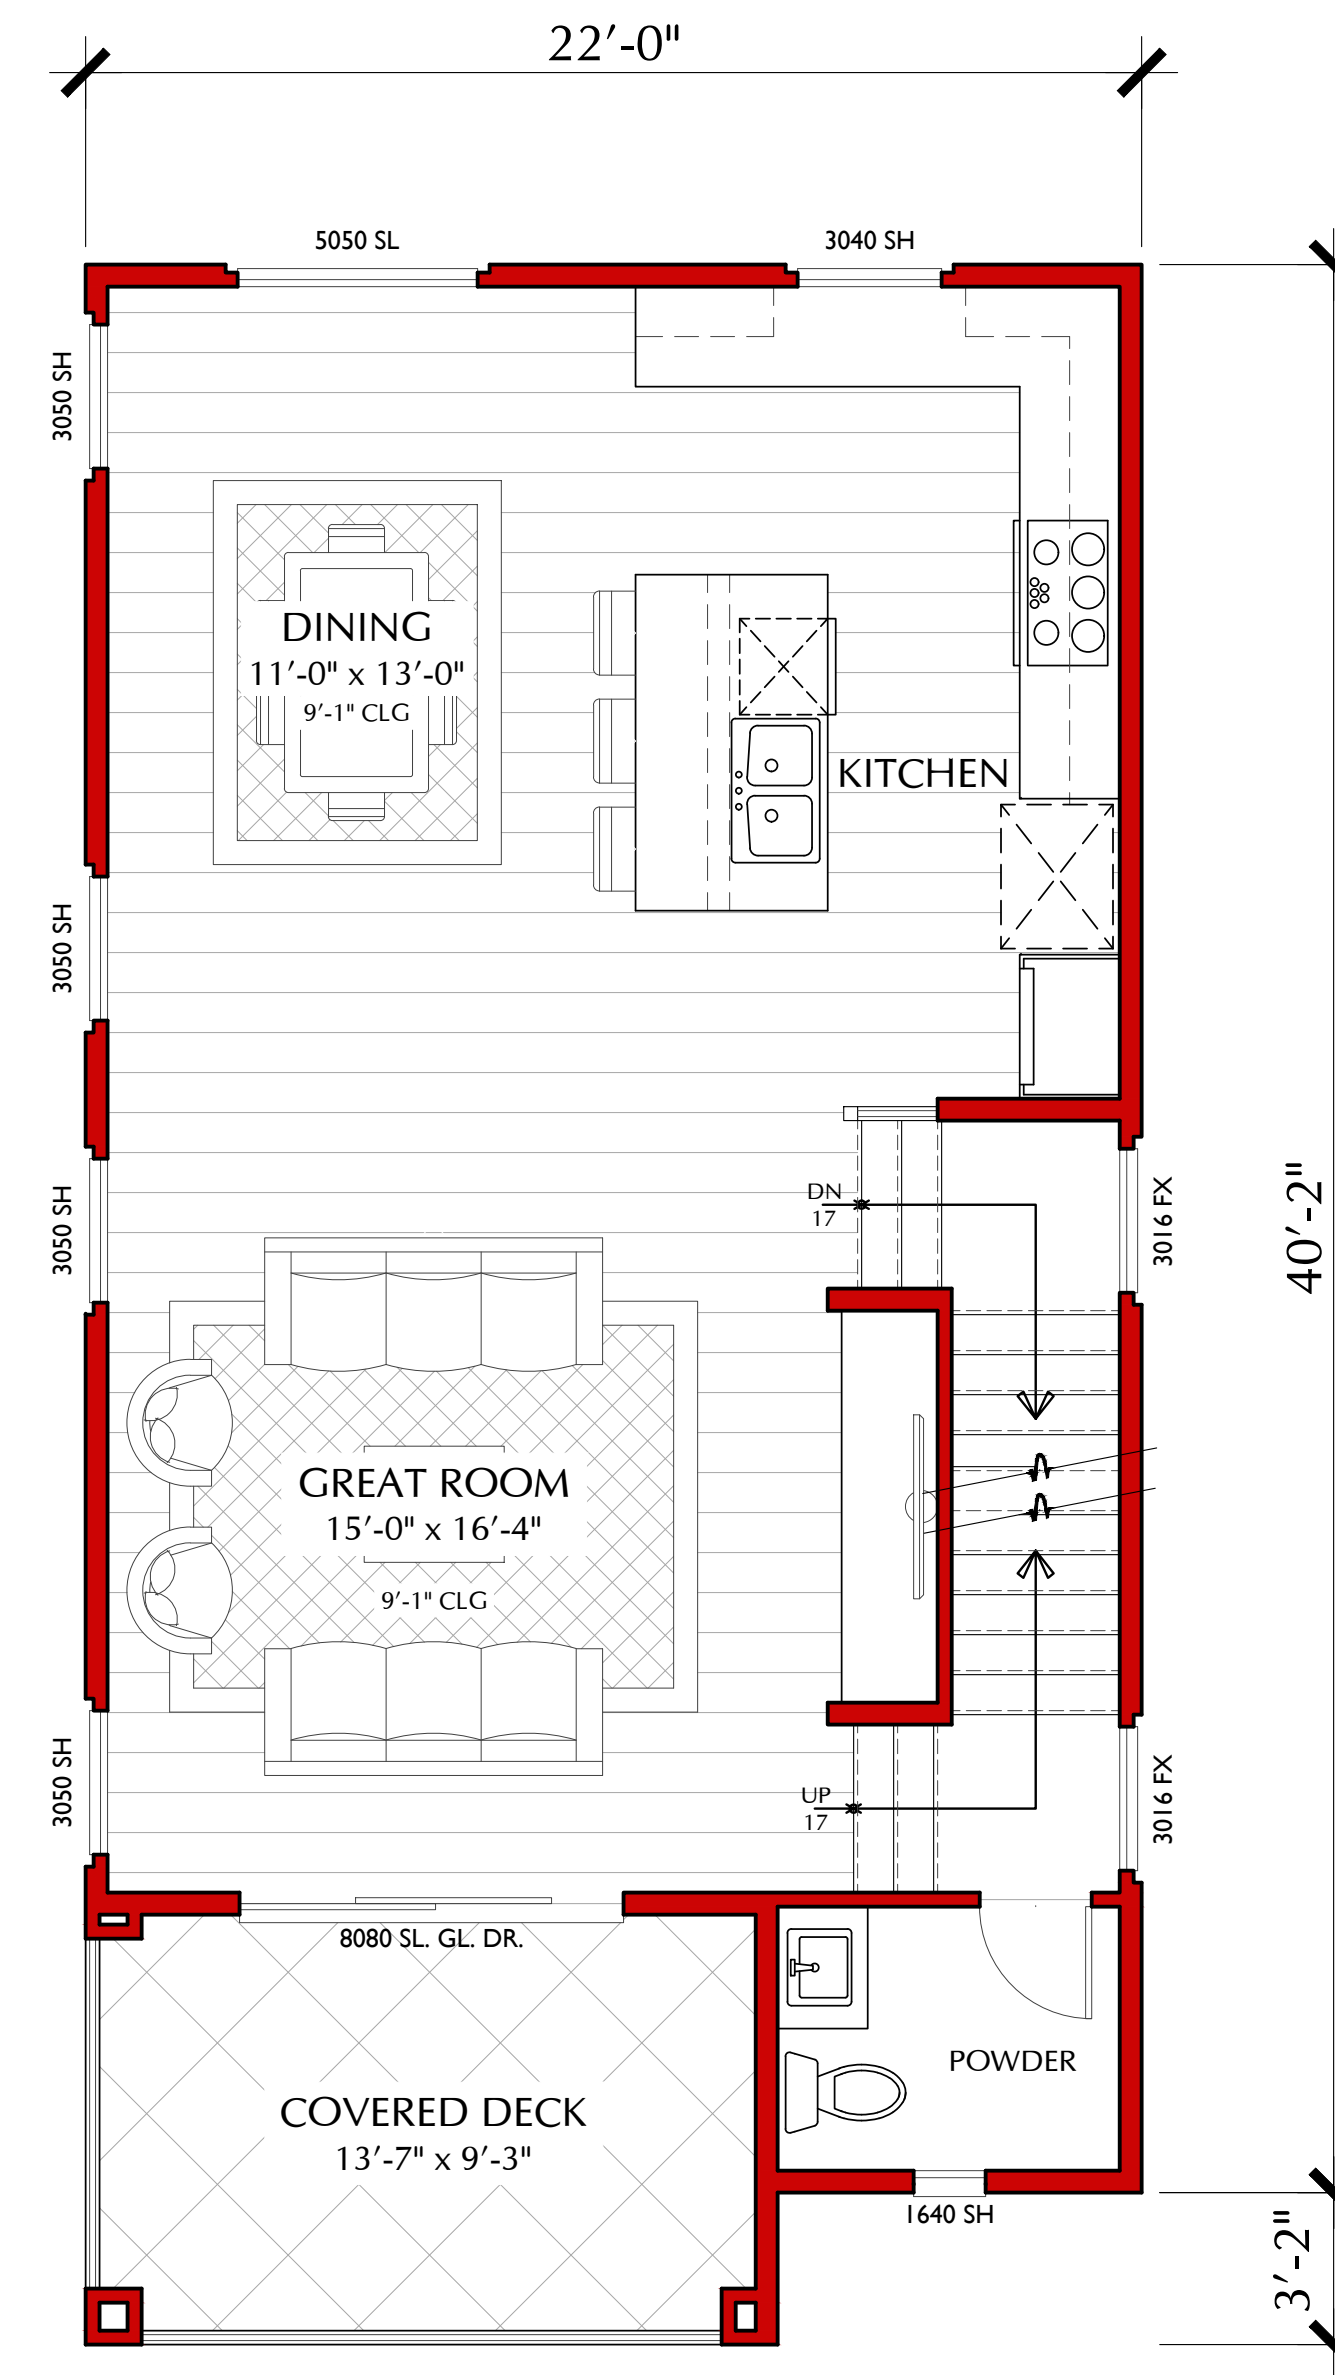 22'-0"
5050 SL
3040 SH
3050 SH
DINING
11'-0" x 13'-0"
9'-1" CLG
KITCHEN
3050 SH
3050 SH
DN
17
3016 FX
40'-2"
GREAT ROOM
15'-0" x 16'-4"
9'-1" CLG
3050 SH
UP
17
3016 FX
8080 SL. GL. DR.
POWDER
COVERED DECK
13'-7" x 9'-3"
1640 SH
3'-2"